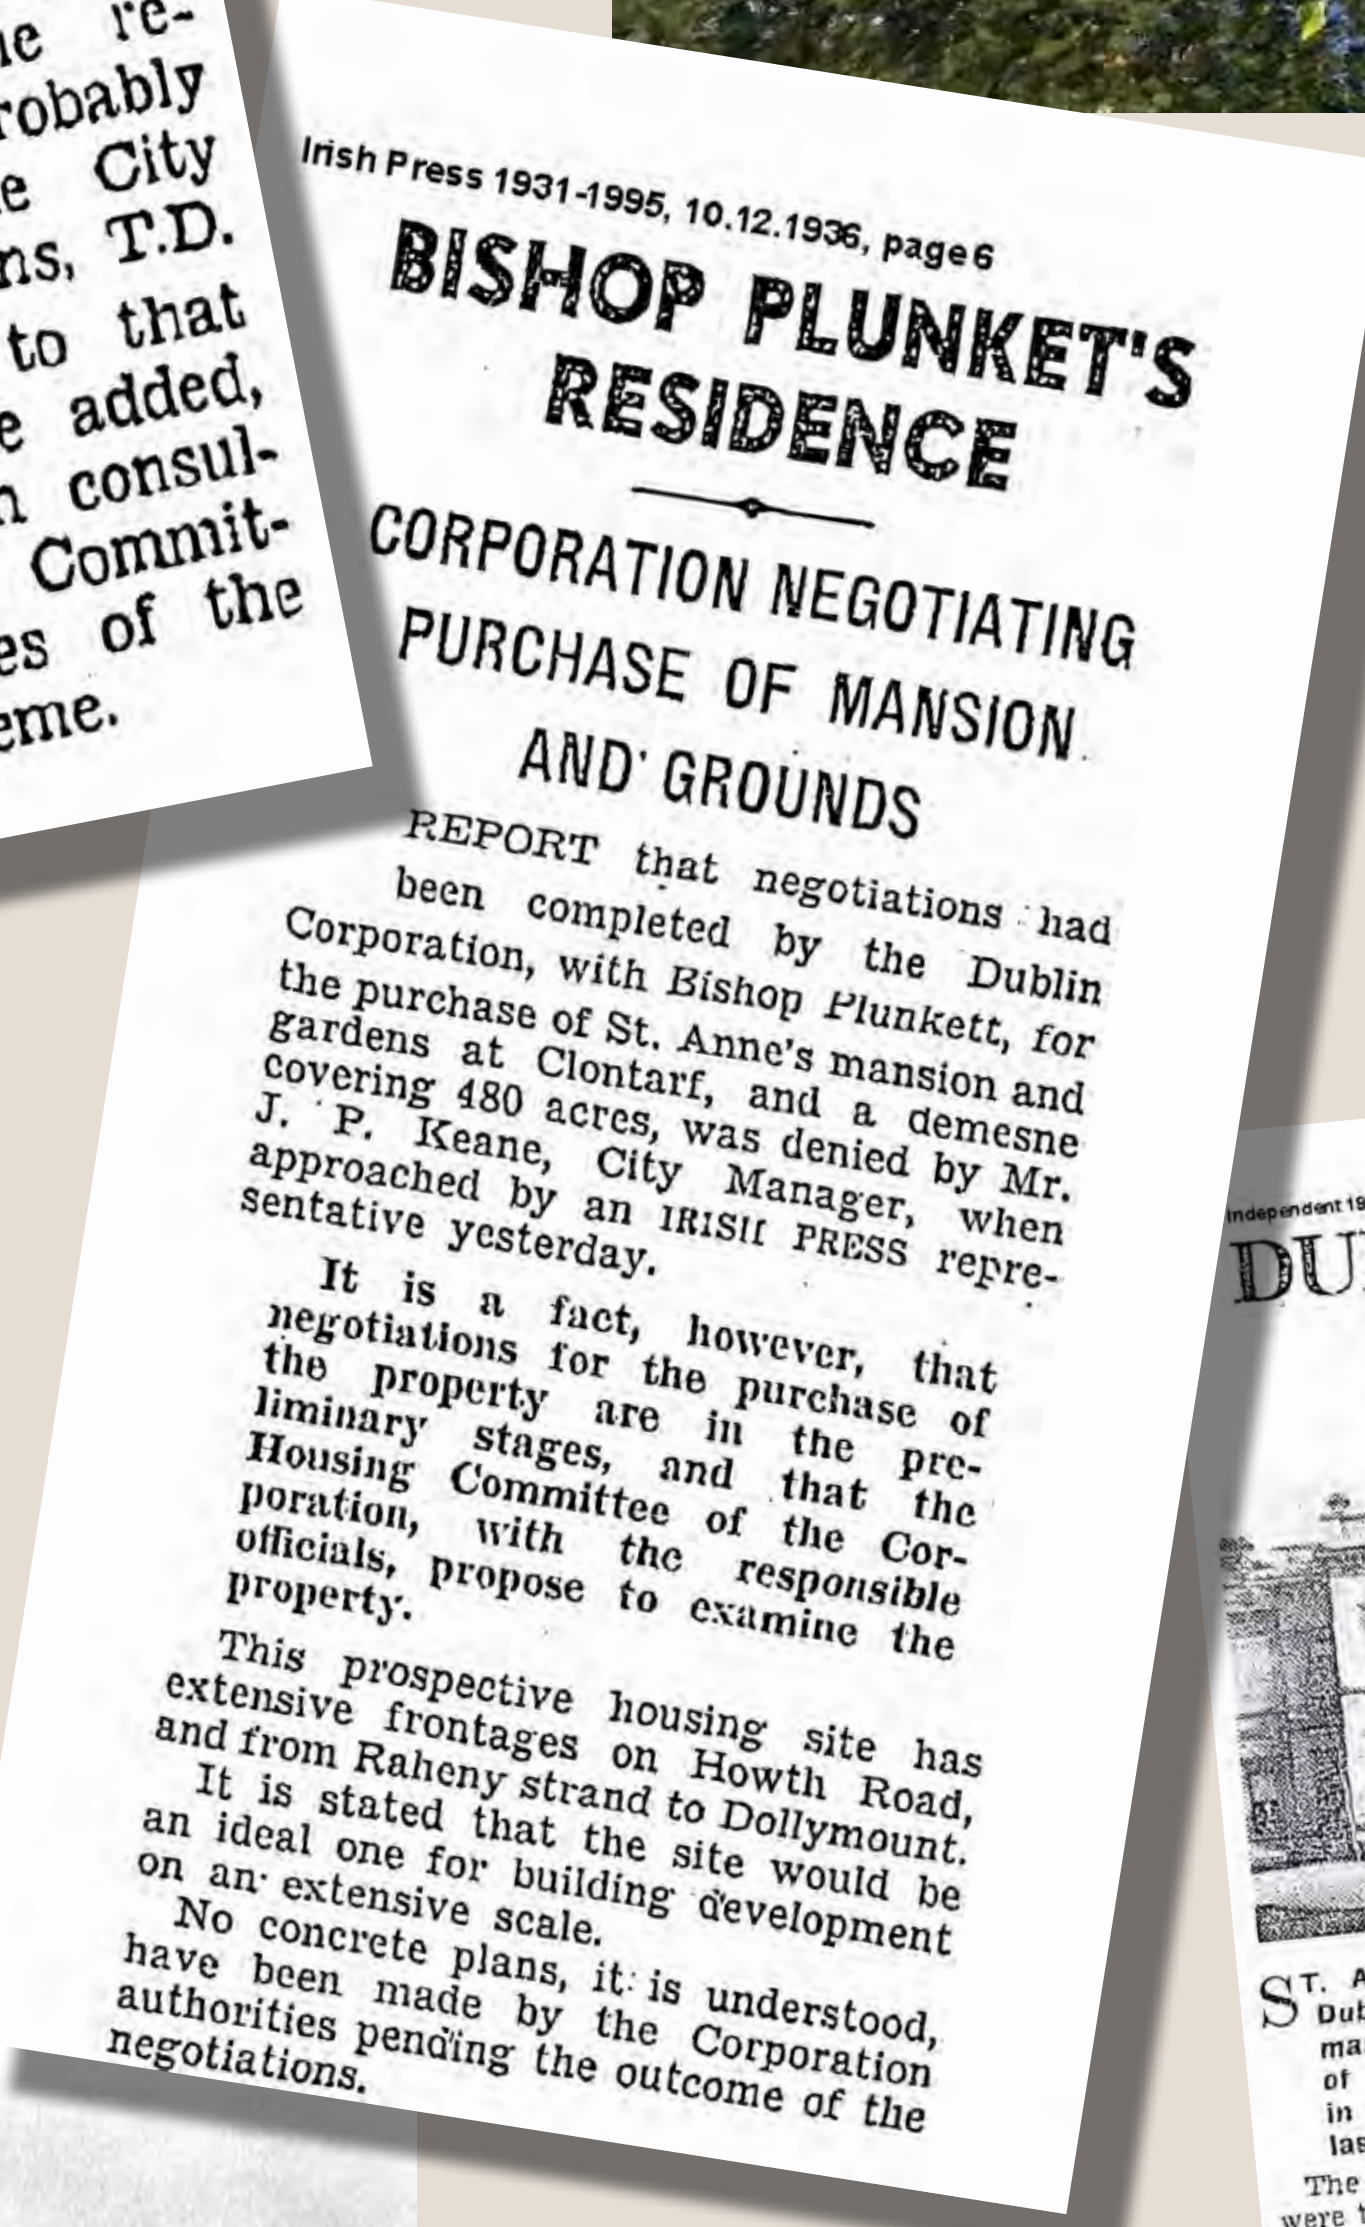 re-
robably
City
T.D.
to that
added,
consul-
Commit-
of the
eme.
Irish Press 1931-1995, 10.12.1936, page 6
BISHOP PLUNKET'S
RESIDENCE
CORPORATION NEGOTIATING
PURCHASE OF MANSION
AND GROUNDS
REPORT that negotiations had
been completed by the Dublin
Corporation, with Bishop Plunkett, for
the purchase of St. Anne's mansion and
gardens at Clontarf, and a demesne
covering 480 acres, was denied by Mr.
J. P. Keane, City Manager, when
approached by an IRISH PRESS repre-
sentative yesterday.
It is a fact, however, that
negotiations for the purchase of
the property are in the pre-
liminary stages, and that the
Housing Committee of the Cor-
poration, with the responsible
officials, propose to examine the
property.
This prospective housing site has
extensive frontages on Howth Road,
and from Raheny strand to Dollymount.
It is stated that the site would be
an ideal one for building development
on an extensive scale.
No concrete plans, it is understood,
have been made by the Corporation
authorities pending the outcome of the
negotiations.
Independent 19
DU
ST. A
Dub
ma
of
in
las
The
were t